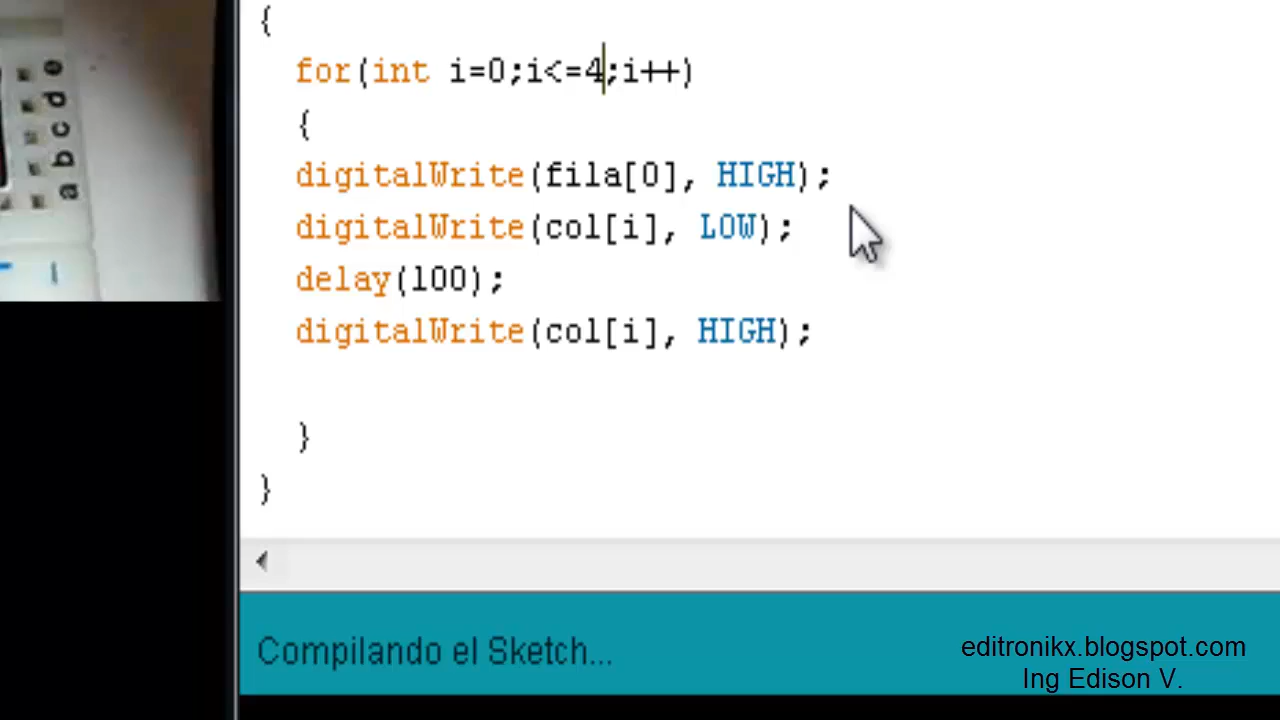 {
for(int i=0;i<=4;i++)
{
digitalWrite(fila[0], HIGH);
digitalWrite(col[i], LOW);
delay(100);
digitalWrite(col[i], HIGH);
}
}
Compilando el Sketch...
editronikx.blogspot.com
Ing Edison V.
a b c d e